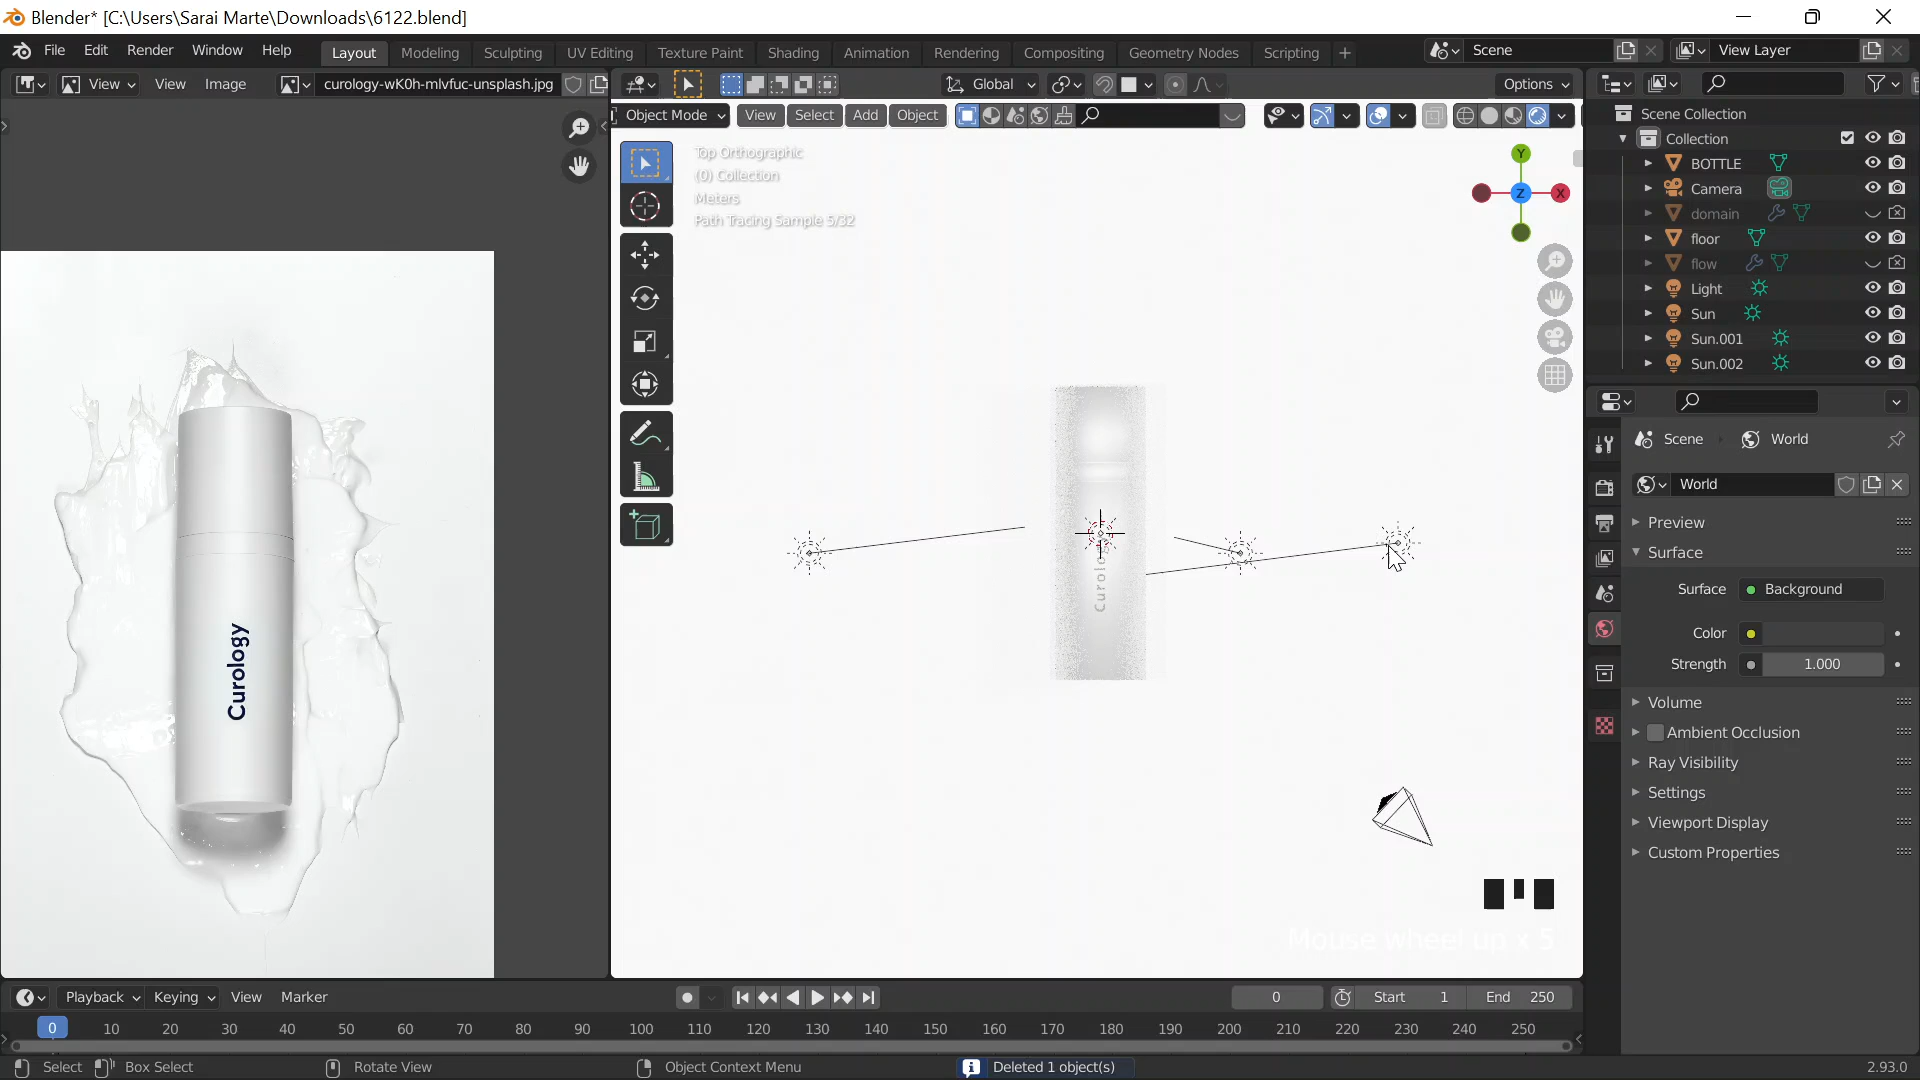 Blender* [C:\Users\Sarai Marte\Downloads\6122.blend]
File Edit Render Window Help Layout Modeling Sculpting UV Editing Texture Paint Shading Animation Rendering Compositing Geometry Nodes Scripting + Scene View Layer
View View Image curology-wK0h-mlvfuc-unsplash.jpg Global Options
Object Mode View Select Add Object
Top Orthographic
(0) Collection
Meters
Path Tracing Sample 5/32
Y
X
Z
Scene Collection
Collection
BOTTLE
Camera
domain
floor
flow
Light
Sun
Sun.001
Sun.002
Scene World
World
Preview
Surface
Surface Background
Color
Strength 1.000
Volume
Ambient Occlusion
Ray Visibility
Settings
Viewport Display
Custom Properties
Curology
Curology
Mouse wheel up x 5
Playback Keying View Marker 0 Start 1 End 250
0 10 20 30 40 50 60 70 80 90 100 110 120 130 140 150 160 170 180 190 200 210 220 230 240 250
Select Box Select Rotate View Object Context Menu Deleted 1 object(s) 2.93.0